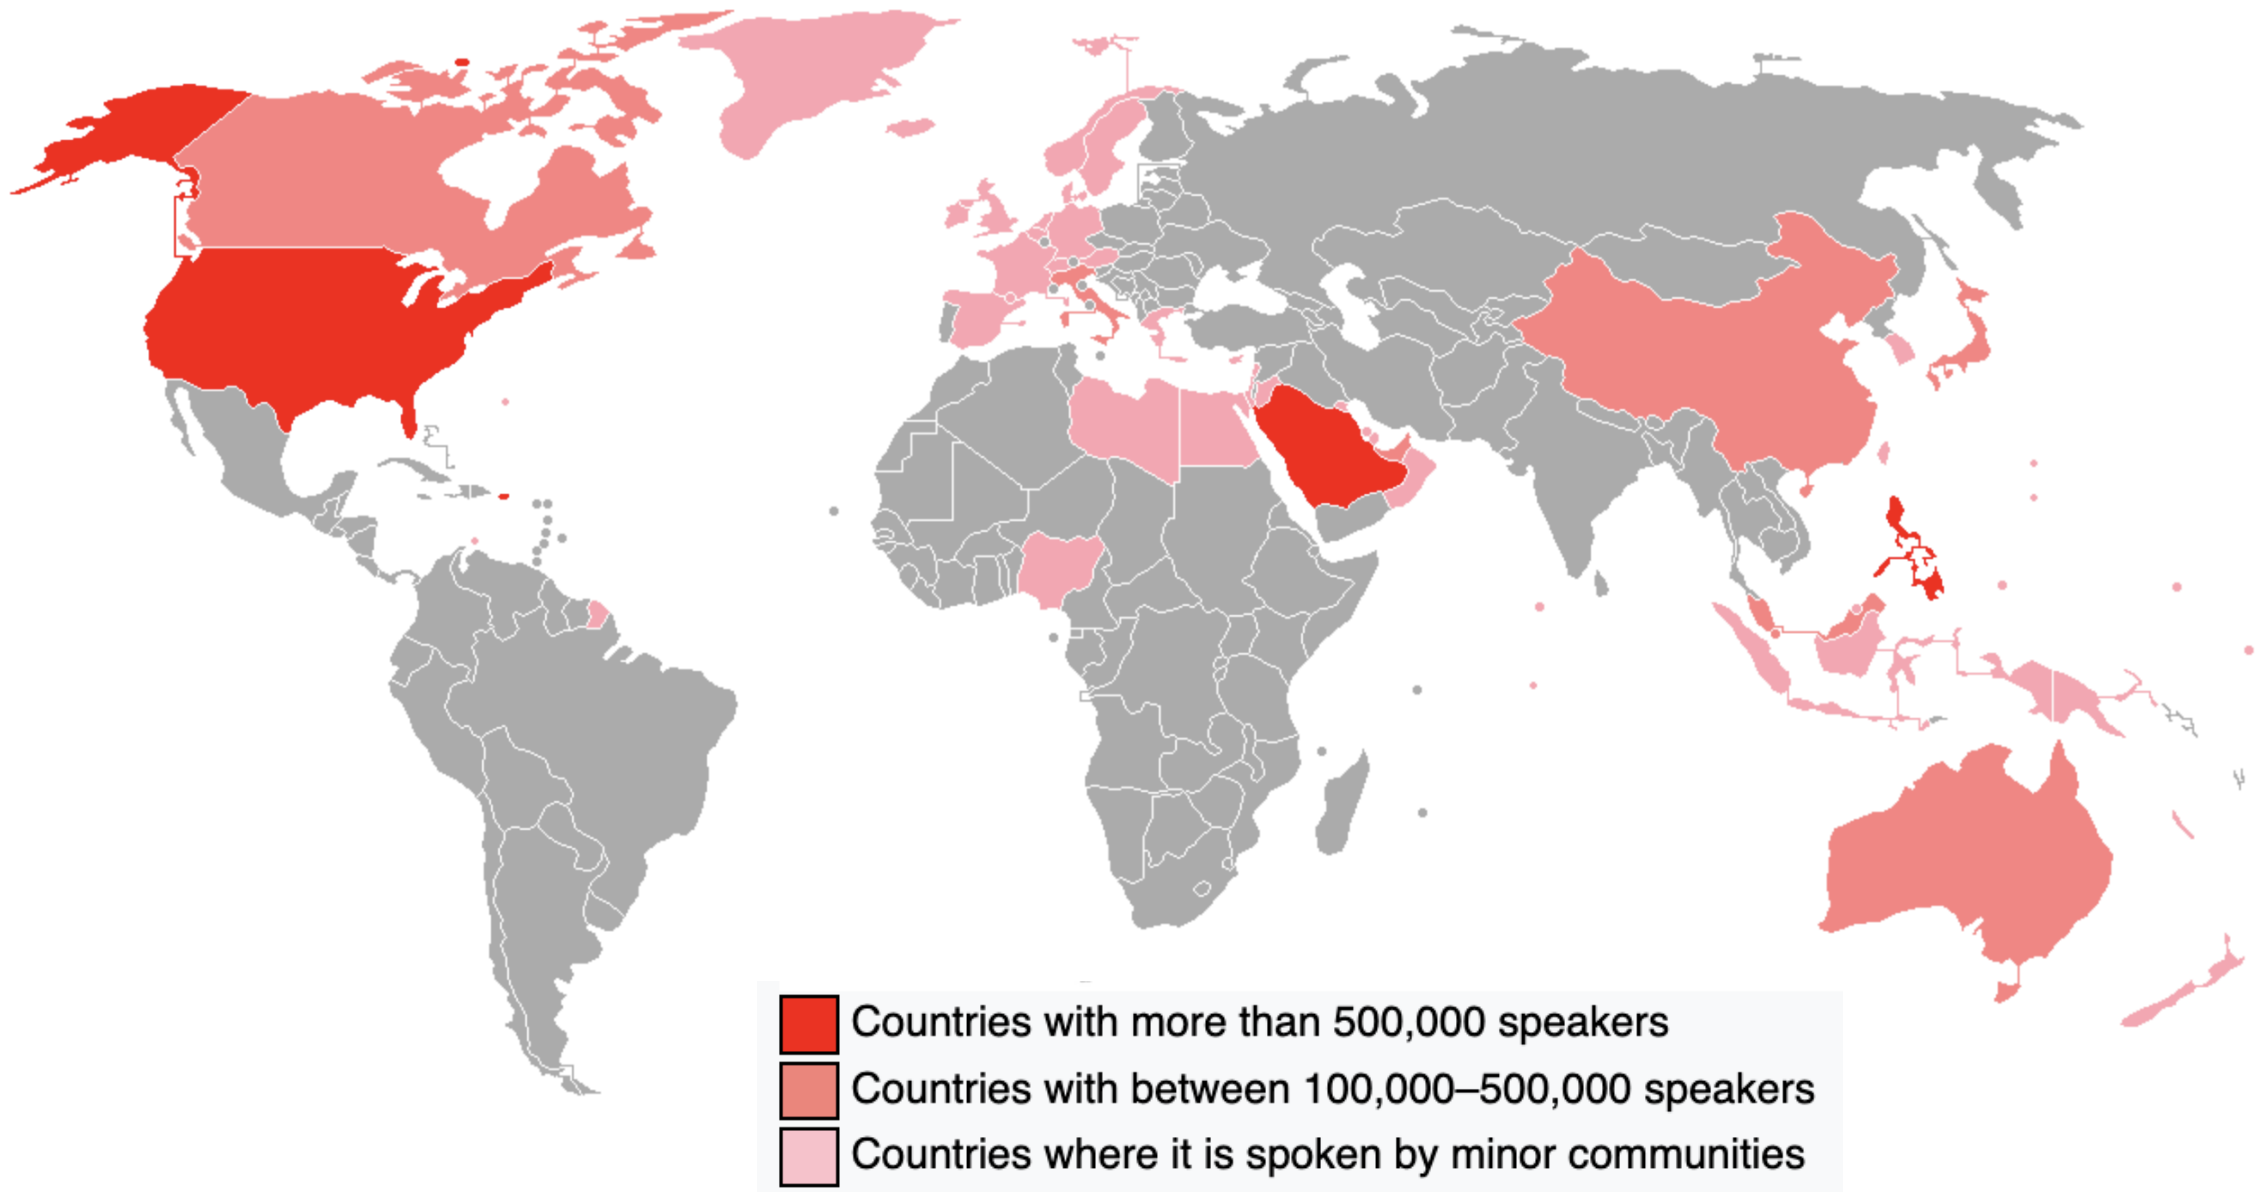 Countries with more than 500,000 speakers
Countries with between 100,000–500,000 speakers
Countries where it is spoken by minor communities